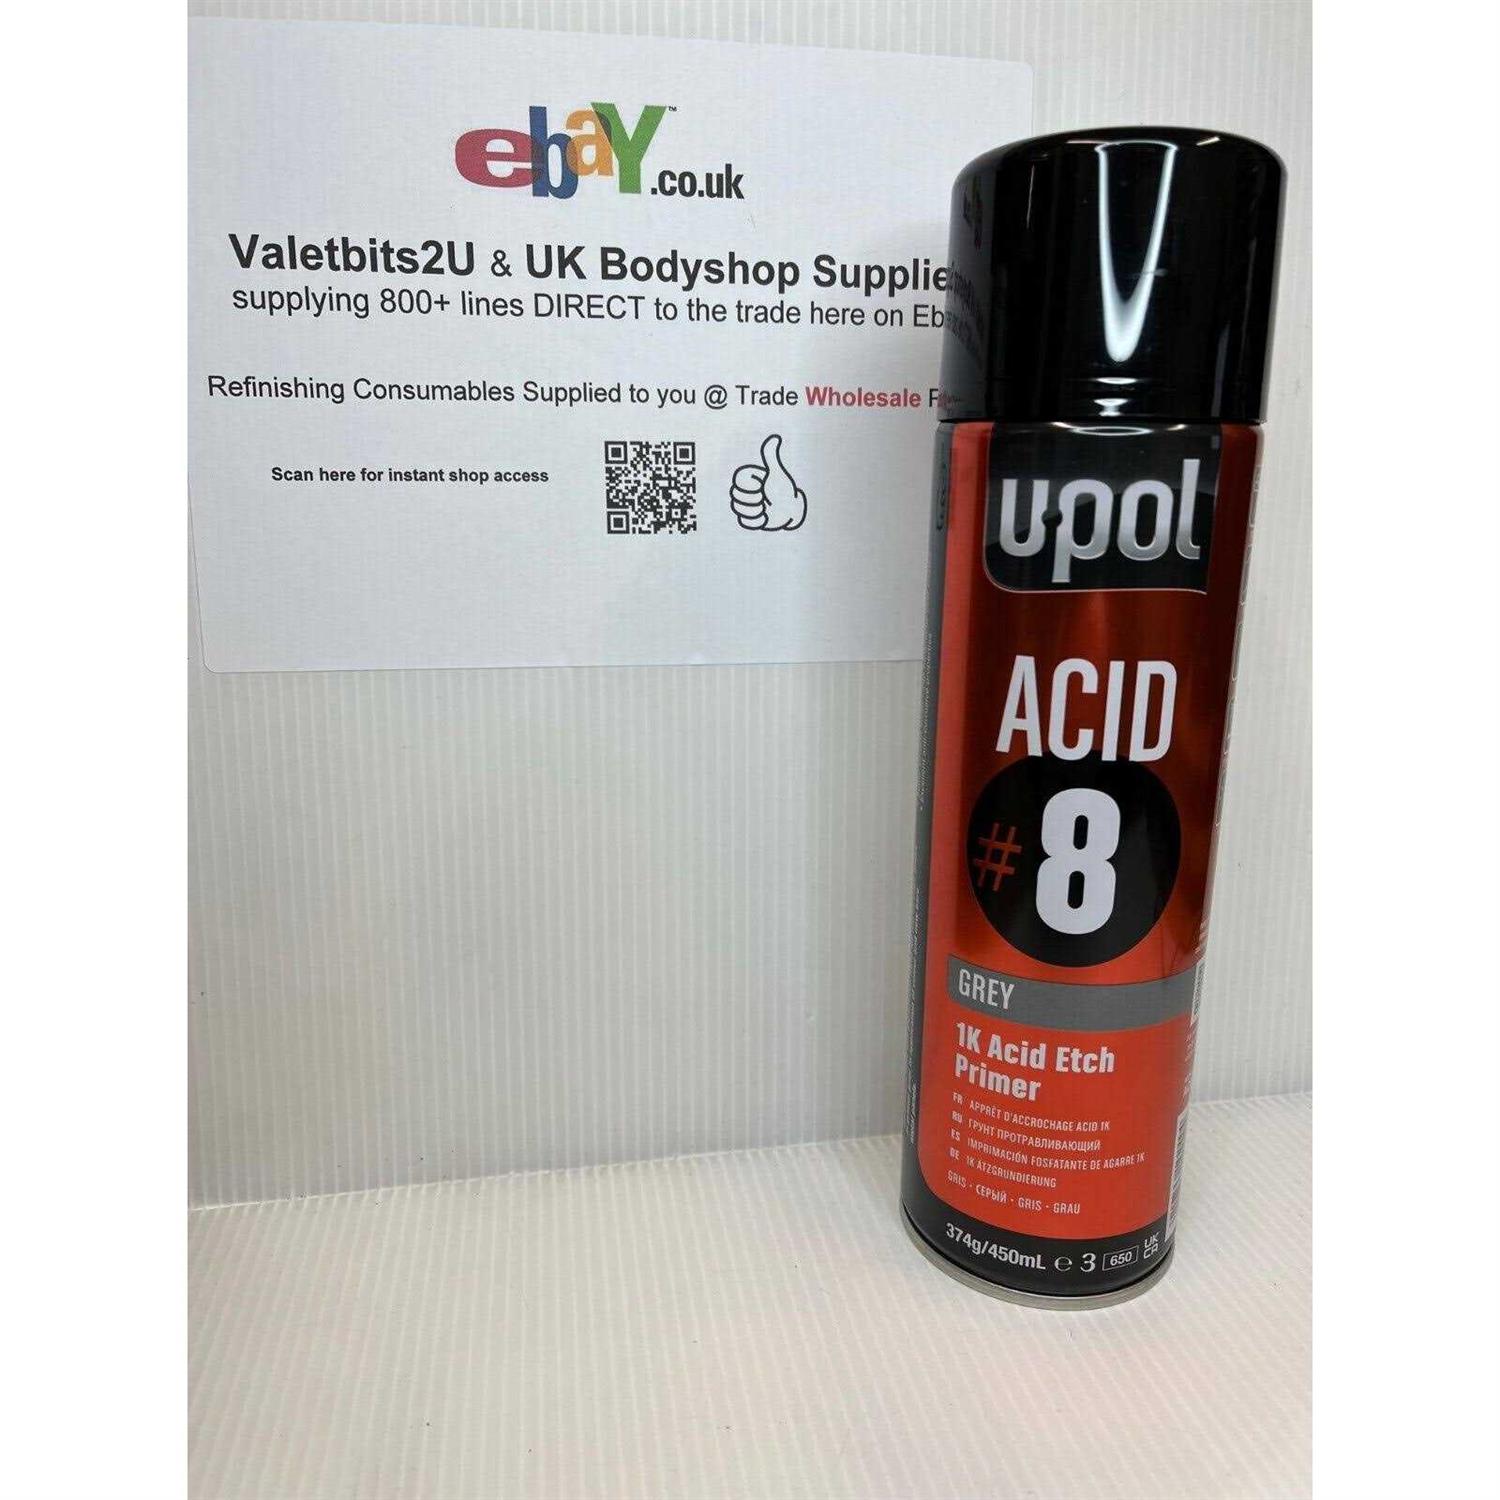 ebay™.co.uk
Valetbits2U & UK Bodyshop Supplie
supplying 800+ lines DIRECT to the trade here on Eb
Refinishing Consumables Supplied to you @ Trade Wholesale
Scan here for instant shop access
upol
ACID
#8
GREY
1K Acid Etch
Primer
FR APPRÊT D'ACCROCHAGE ACID 1K
RU ГРУНТ ПРОТРАВЛИВАЮЩИЙ
ES IMPRIMACIÓN FOSFATANTE DE AGARRE 1K
DE 1K ÄTZGRUNDIERUNG
GRIS · СЕРЫЙ · GRIS · GRAU
374g/450mL ℮ 3 650 UK CA